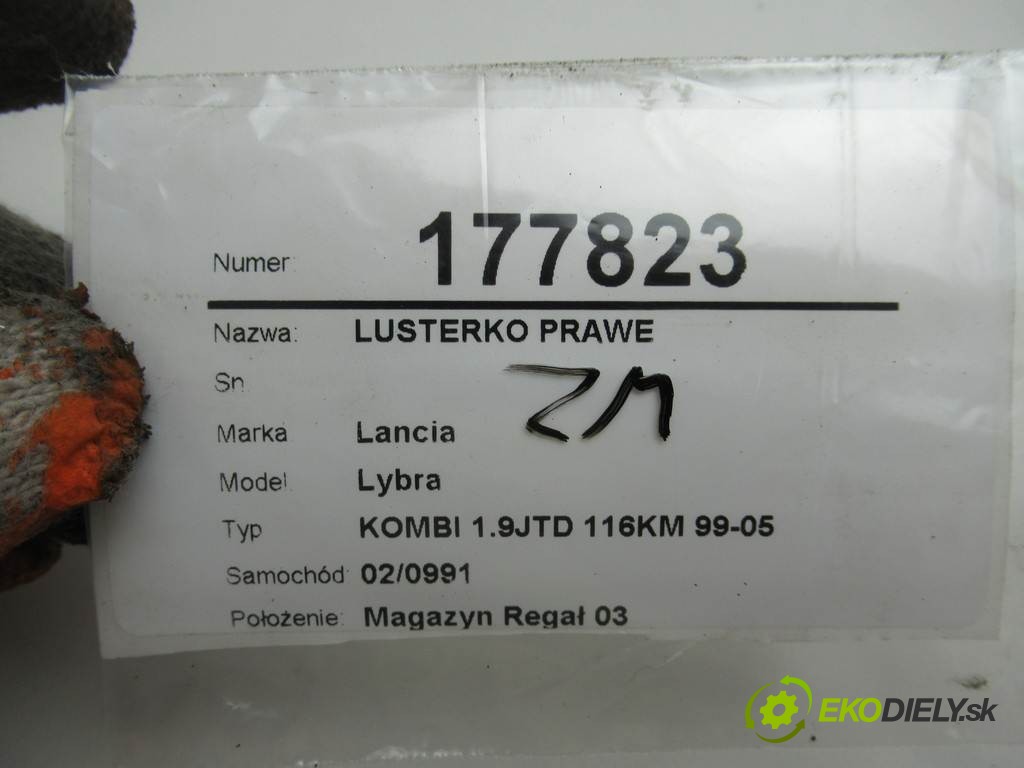 Numer: 177823
Nazwa: LUSTERKO PRAWE
Sn
ZM
Marka Lancia
Model Lybra
Typ KOMBI 1.9JTD 116KM 99-05
Samochód: 02/0991
Położenie: Magazyn Regał 03
EKODIELY.sk